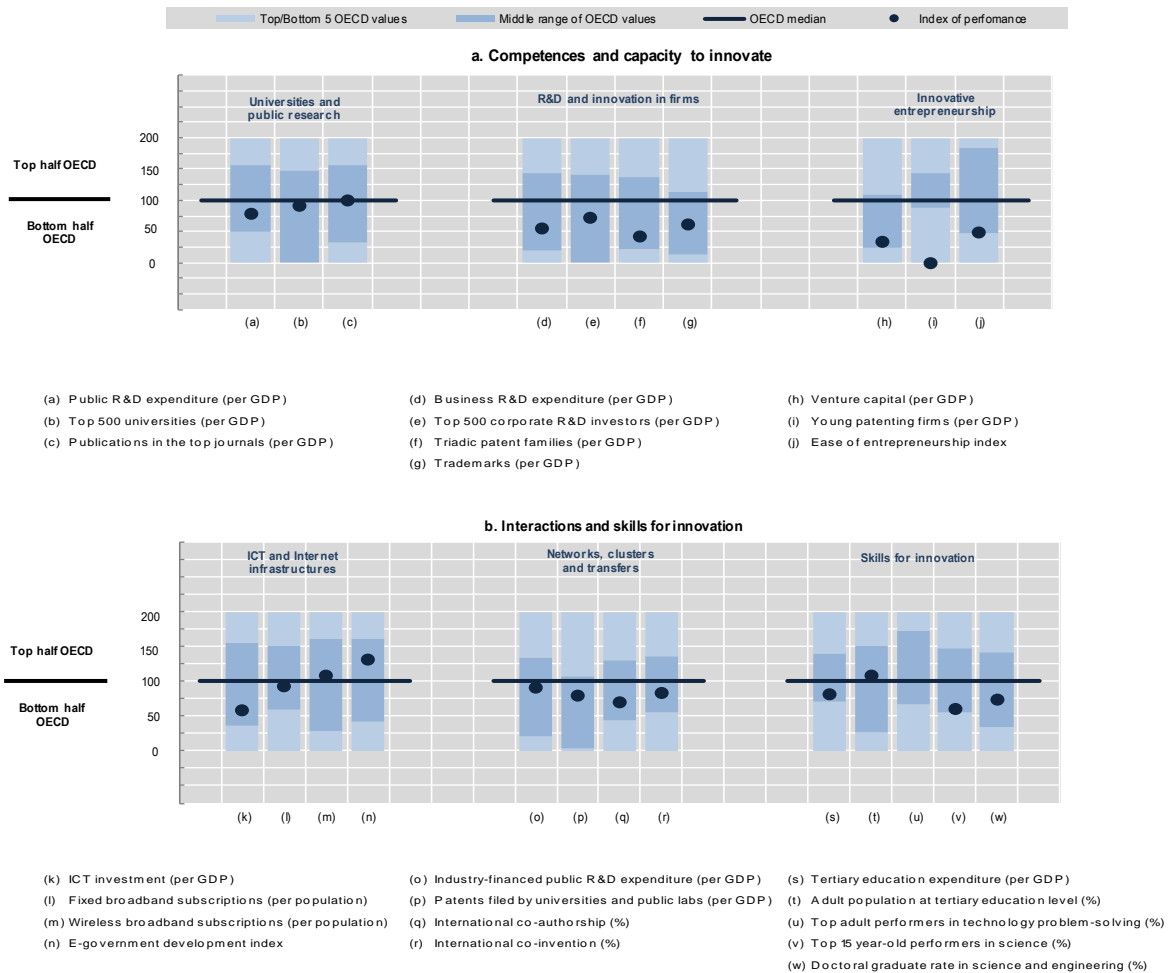 Top/Bottom 5 OECD values Middle range of OECD values OECD median Index of perfomance
a. Competences and capacity to innovate
Universities and
public research
R&D and innovation in firms
Innovative
entrepreneurship
200
Top half OECD
150
100
Bottom half
OECD
50
0
(a) (b) (c) (d) (e) (f) (g) (h) (i) (j)
(a) Public R&D expenditure (per GDP)
(b) Top 500 universities (per GDP)
(c) Publications in the top journals (per GDP)
(d) Business R&D expenditure (per GDP)
(e) Top 500 corporate R&D investors (per GDP)
(f) Triadic patent families (per GDP)
(g) Trademarks (per GDP)
(h) Venture capital (per GDP)
(i) Young patenting firms (per GDP)
(j) Ease of entrepreneurship index
b. Interactions and skills for innovation
ICT and Internet
infrastructures
Networks, clusters
and transfers
Skills for innovation
200
Top half OECD
150
100
Bottom half
OECD
50
0
(k) (l) (m) (n) (o) (p) (q) (r) (s) (t) (u) (v) (w)
(k) ICT investment (per GDP)
(l) Fixed broadband subscriptions (per population)
(m) Wireless broadband subscriptions (per population)
(n) E-government development index
(o) Industry-financed public R&D expenditure (per GDP)
(p) Patents filed by universities and public labs (per GDP)
(q) International co-authorship (%)
(r) International co-invention (%)
(s) Tertiary education expenditure (per GDP)
(t) Adult population at tertiary education level (%)
(u) Top adult performers in technology problem-solving (%)
(v) Top 15 year-old performers in science (%)
(w) Doctoral graduate rate in science and engineering (%)